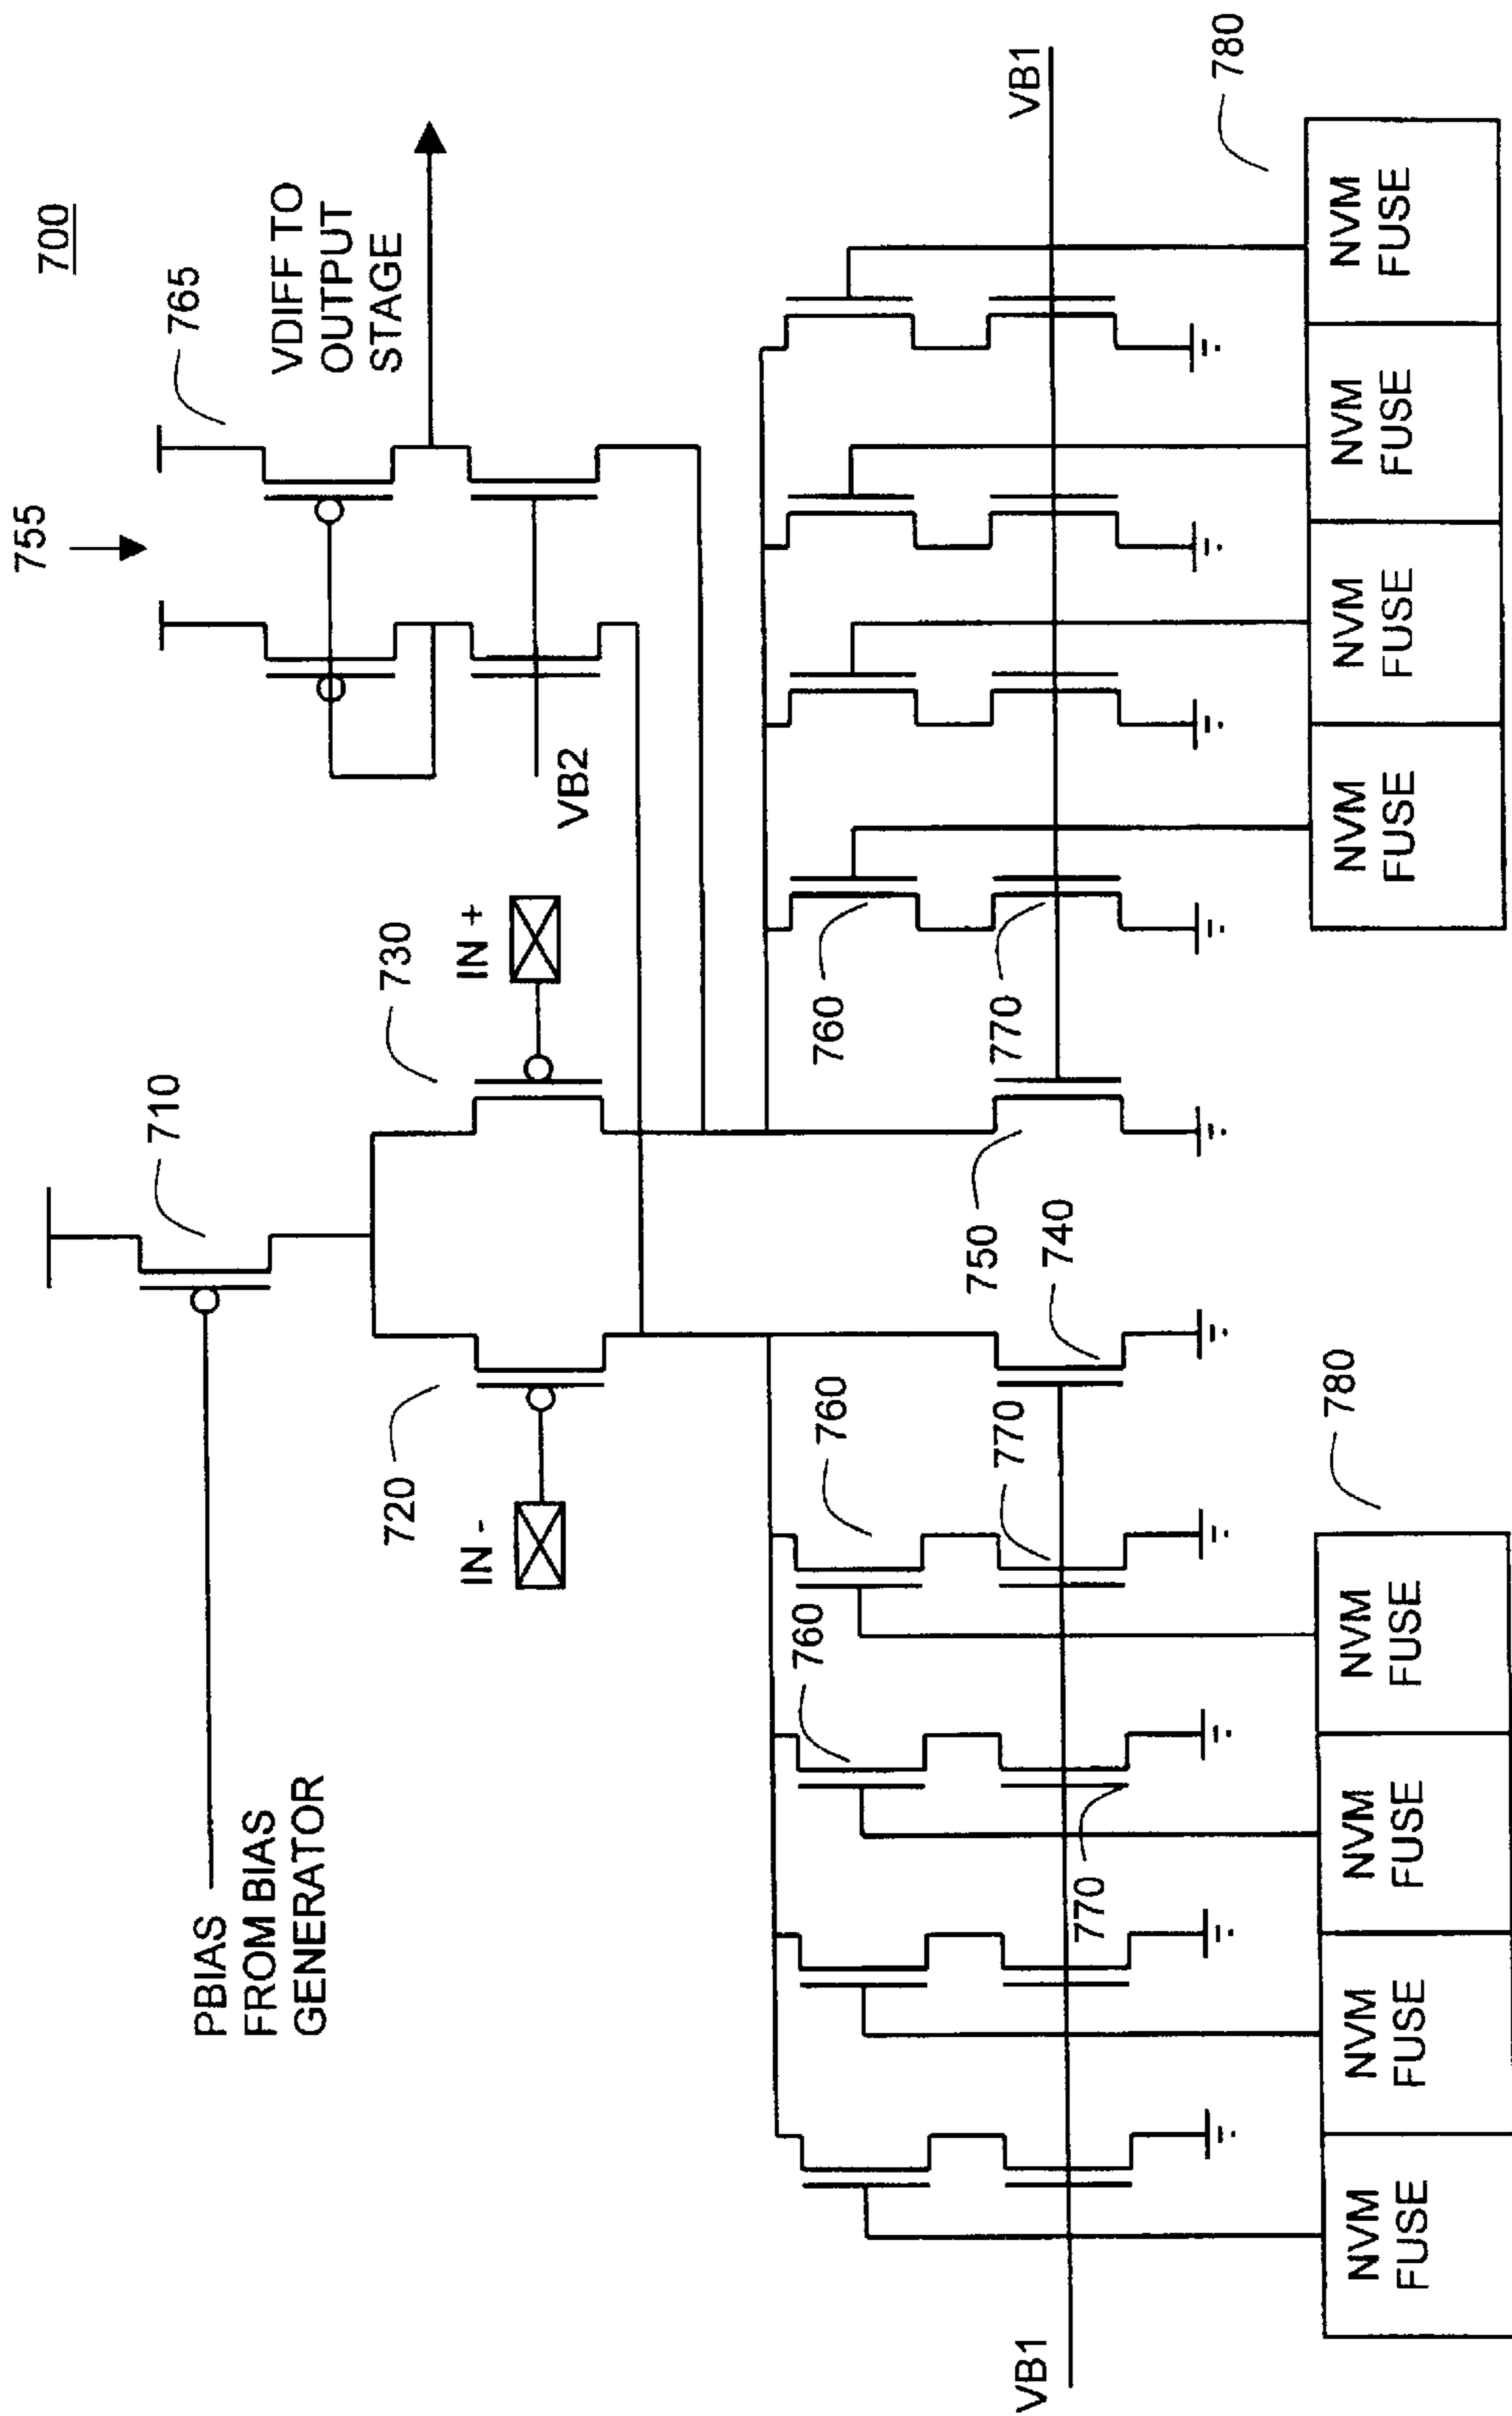 700
710
PBIAS
FROM BIAS
GENERATOR
755
765
VDIFF TO
OUTPUT
STAGE
720
730
IN -
IN +
VB2
760
760
760
770
770
770
750
740
VB1
VB1
780
780
NVM
FUSE
NVM
FUSE
NVM
FUSE
NVM
FUSE
NVM
FUSE
NVM
FUSE
NVM
FUSE
NVM
FUSE